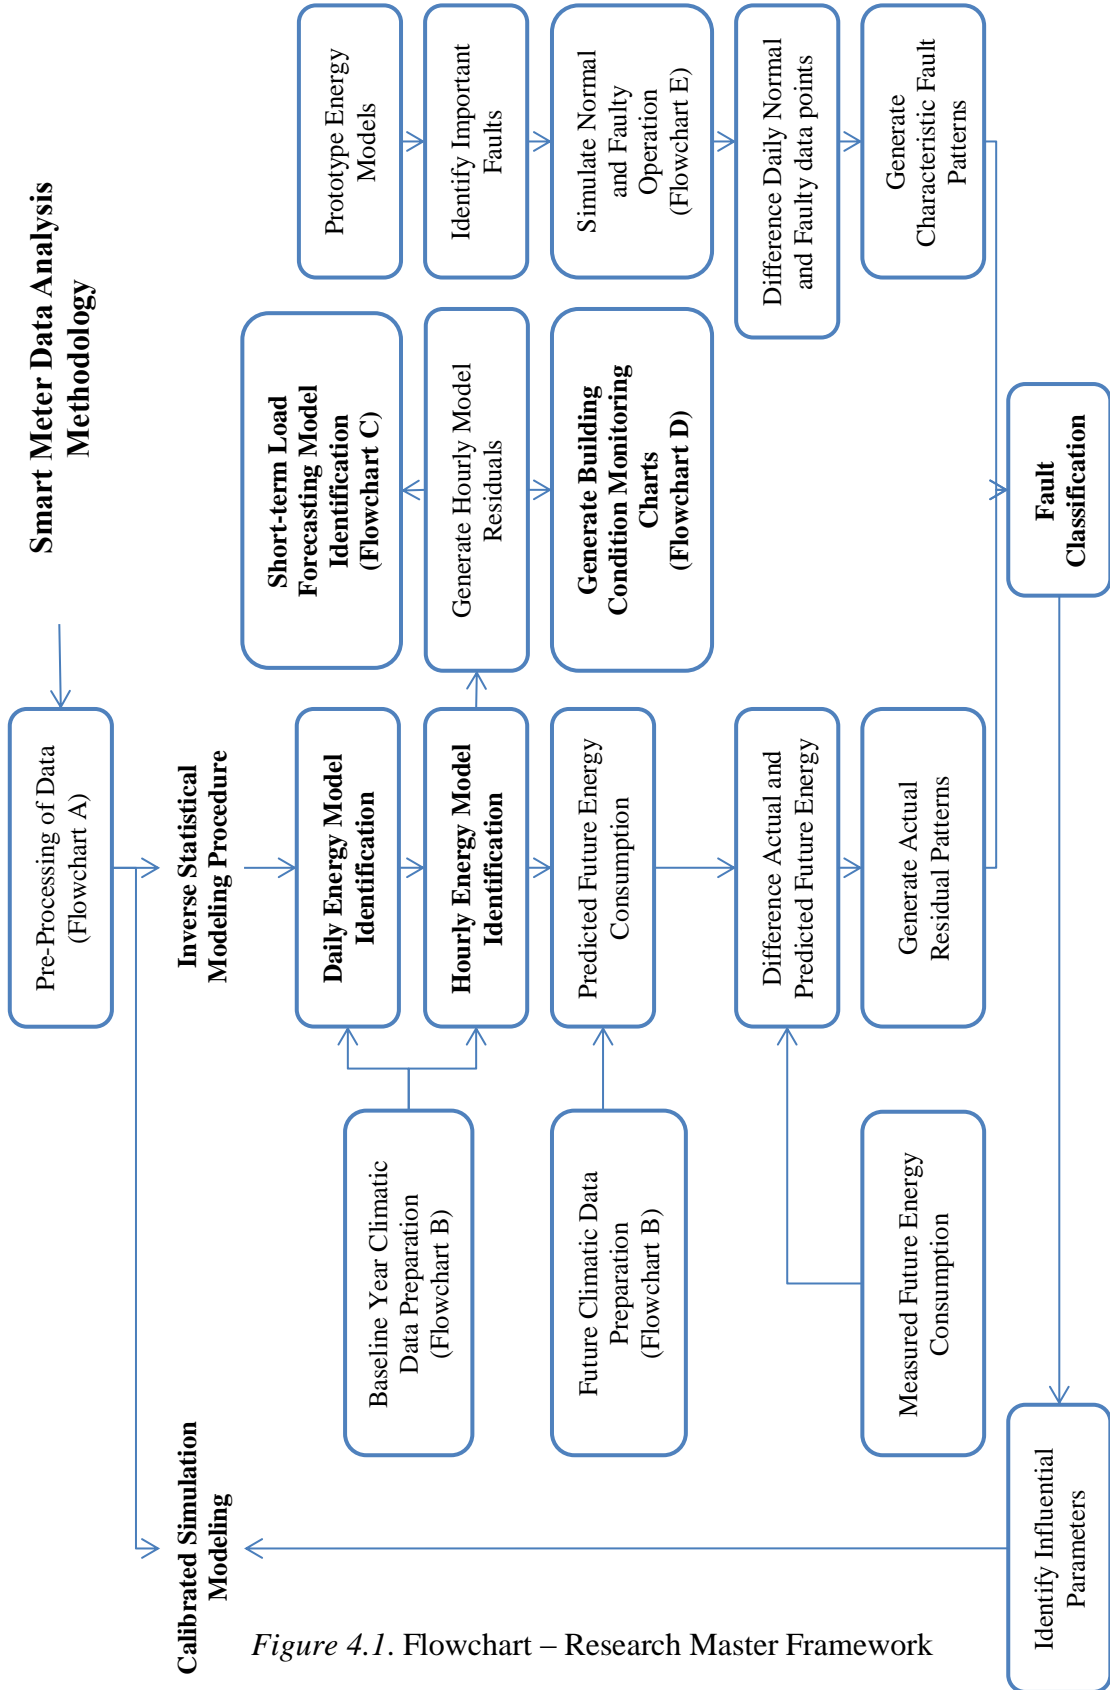 Smart Meter Data Analysis
Methodology
Pre-Processing of Data
(Flowchart A)
Calibrated Simulation
Modeling
Inverse Statistical
Modeling Procedure
Baseline Year Climatic
Data Preparation
(Flowchart B)
Daily Energy Model
Identification
Short-term Load
Forecasting Model
Identification
(Flowchart C)
Prototype Energy
Models
Hourly Energy Model
Identification
Generate Hourly Model
Residuals
Identify Important
Faults
Future Climatic Data
Preparation
(Flowchart B)
Predicted Future Energy
Consumption
Generate Building
Condition Monitoring
Charts
(Flowchart D)
Simulate Normal
and Faulty
Operation
(Flowchart E)
Difference Actual and
Predicted Future Energy
Difference Daily Normal
and Faulty data points
Measured Future Energy
Consumption
Generate Actual
Residual Patterns
Generate
Characteristic Fault
Patterns
Identify Influential
Parameters
Fault
Classification
Figure 4.1. Flowchart – Research Master Framework